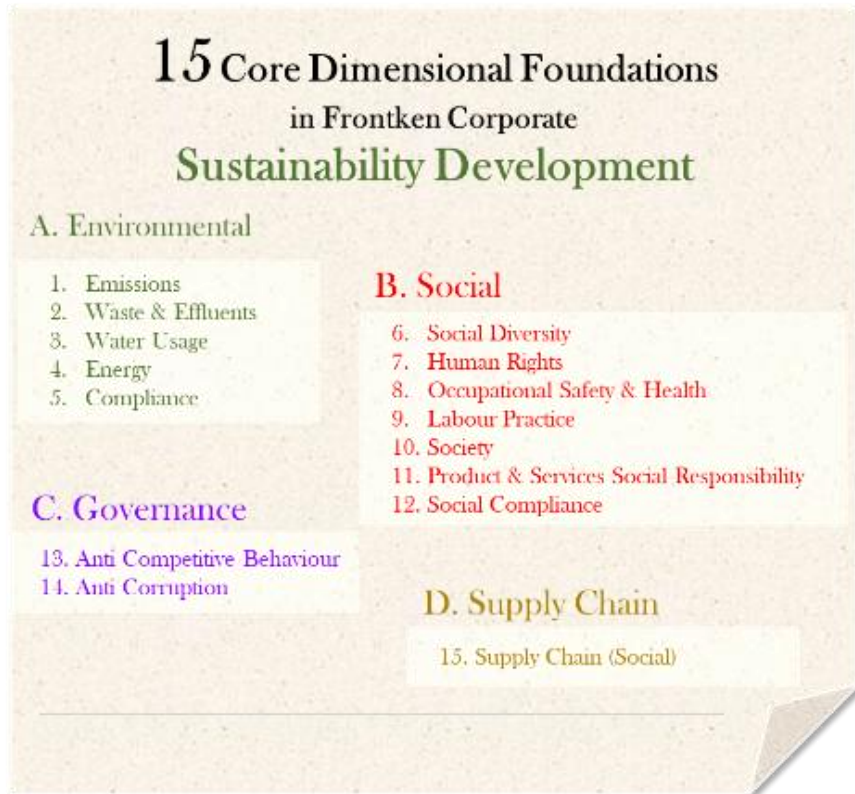 15 Core Dimensional Foundations
in Frontken Corporate
Sustainability Development
A. Environmental
1. Emissions
2. Waste & Effluents
3. Water Usage
4. Energy
5. Compliance
B. Social
6. Social Diversity
7. Human Rights
8. Occupational Safety & Health
9. Labour Practice
10. Society
11. Product & Services Social Responsibility
12. Social Compliance
C. Governance
13. Anti Competitive Behaviour
14. Anti Corruption
D. Supply Chain
15. Supply Chain (Social)